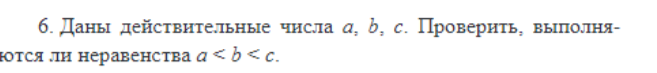 6. Даны действительные числа a, b, c. Проверить, выполня-
ются ли неравенства a < b < c.